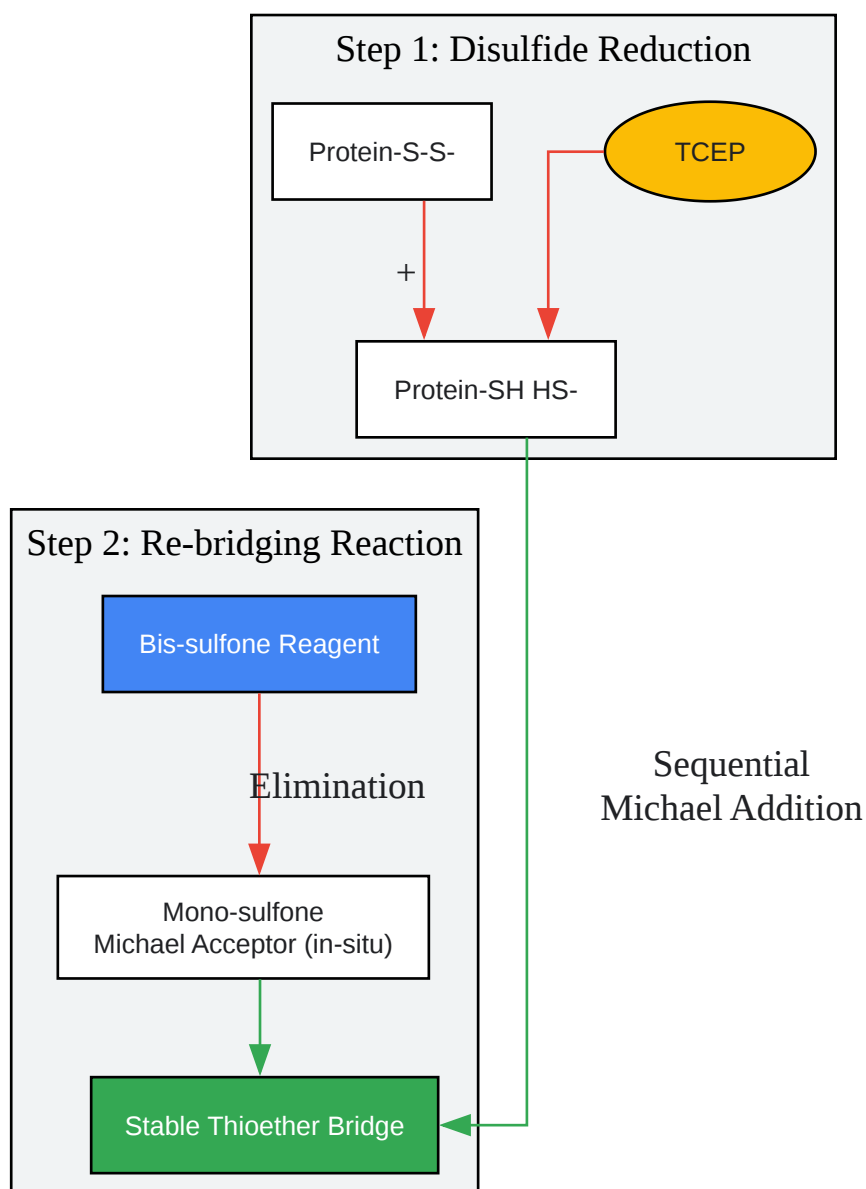 Step 1: Disulfide Reduction
Protein-S-S-
TCEP
+
Protein-SH HS-
Step 2: Re-bridging Reaction
Bis-sulfone Reagent
Elimination
Sequential
Michael Addition
Mono-sulfone
Michael Acceptor (in-situ)
Stable Thioether Bridge